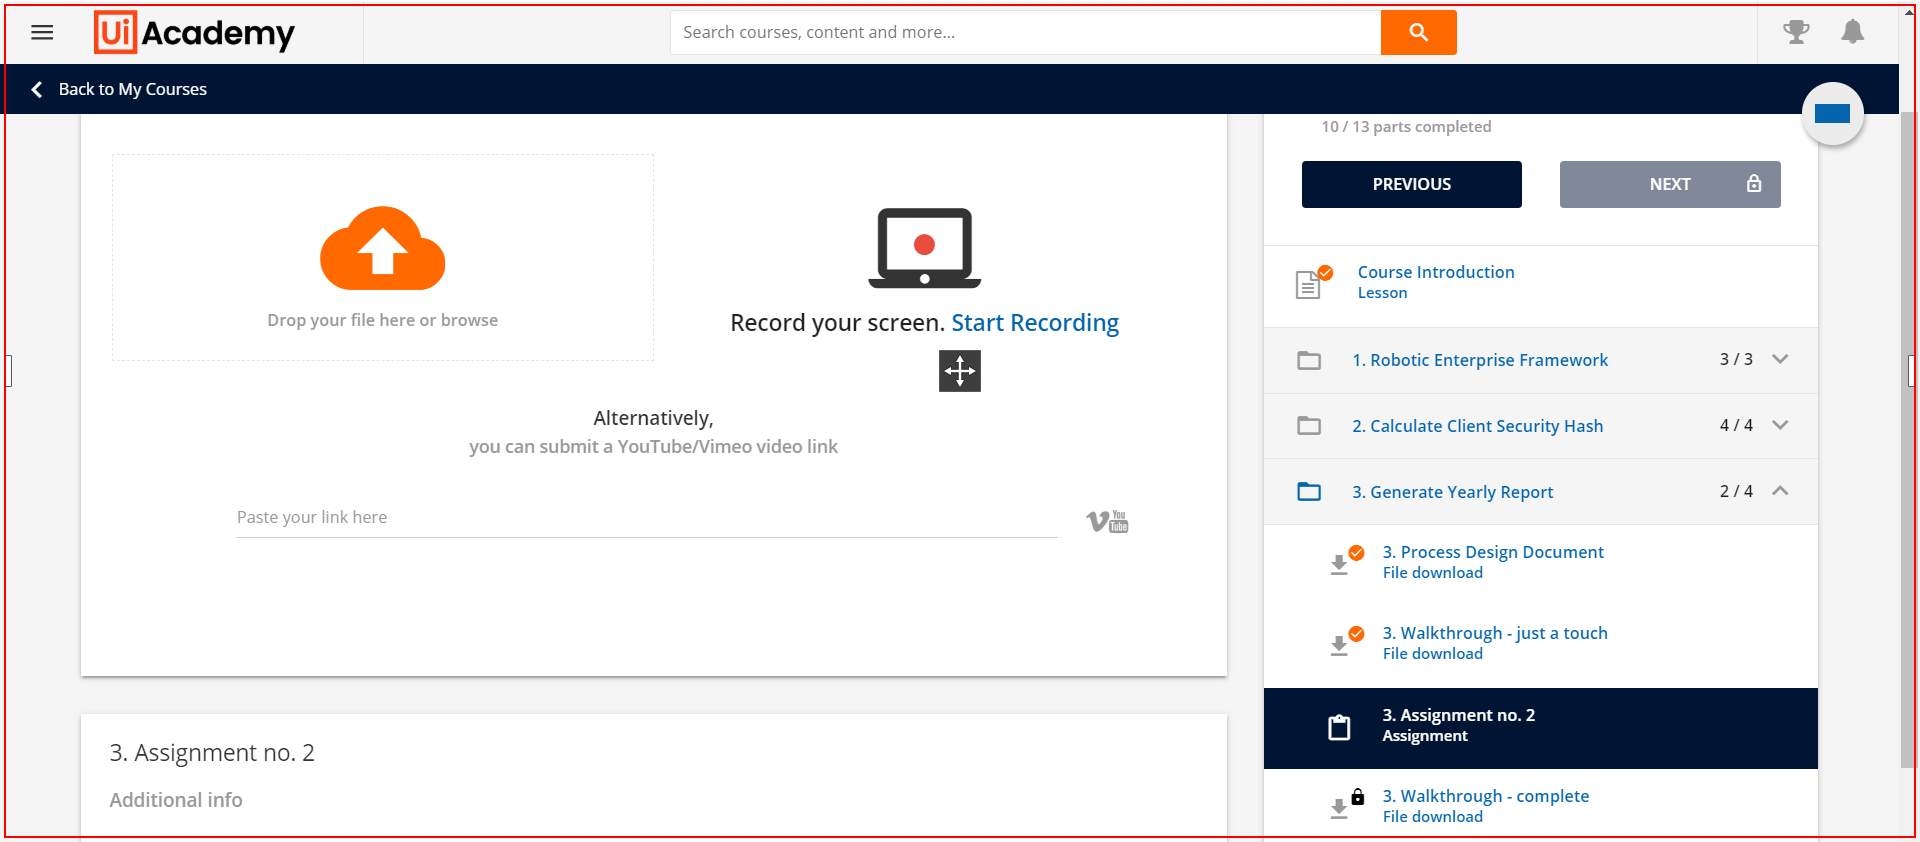 Ui Academy
Search courses, content and more...
Back to My Courses
10 / 13 parts completed
PREVIOUS
NEXT
Drop your file here or browse
Record your screen. Start Recording
Alternatively,
you can submit a YouTube/Vimeo video link
Paste your link here
You
Tube
Course Introduction
Lesson
1. Robotic Enterprise Framework 3 / 3
2. Calculate Client Security Hash 4 / 4
3. Generate Yearly Report 2 / 4
3. Process Design Document
File download
3. Walkthrough - just a touch
File download
3. Assignment no. 2
Assignment
3. Walkthrough - complete
File download
3. Assignment no. 2
Additional info